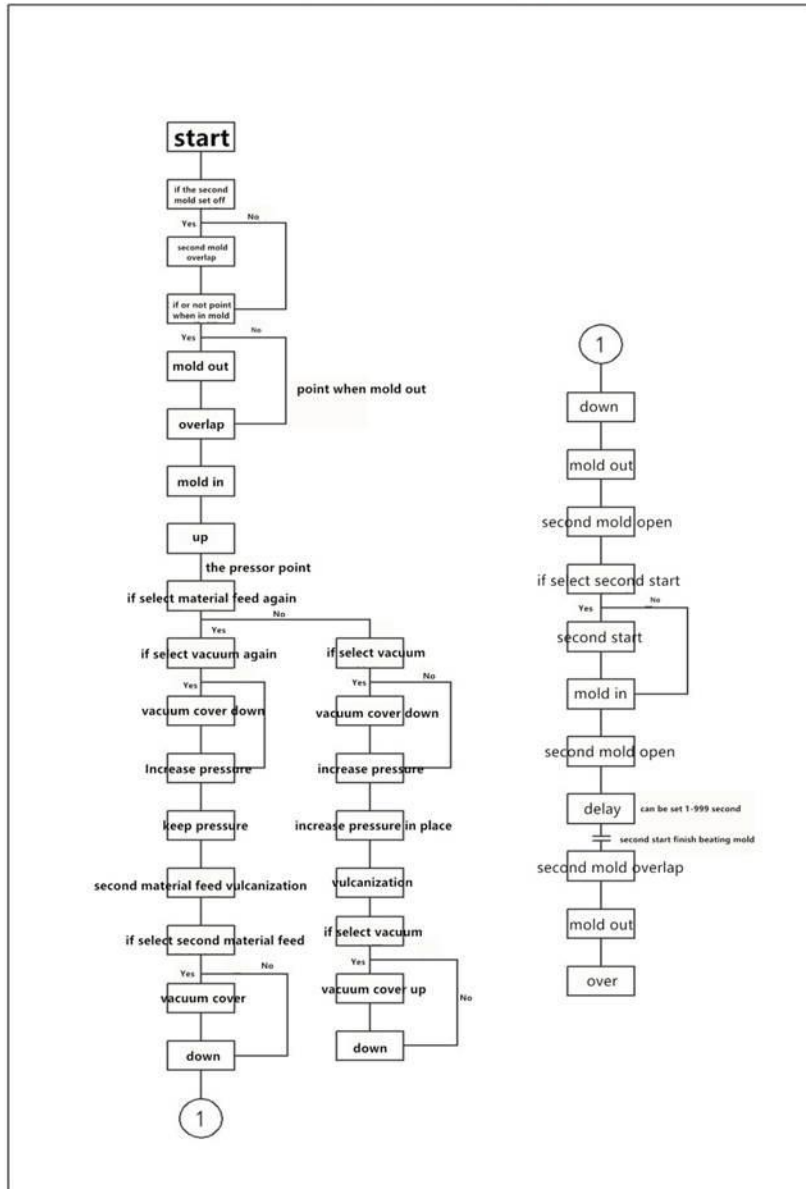 start
if the second
mold set off
No
Yes
second mold
overlap
if or not point
when in mold
No
Yes
mold out
point when mold out
overlap
mold in
up
the pressor point
if select material feed again
No
Yes
if select vacuum again
Yes
vacuum cover down
Increase pressure
keep pressure
second material feed vulcanization
if select second material feed
No
Yes
vacuum cover
down
1
if select vacuum
No
Yes
vacuum cover down
increase pressure
increase pressure in place
vulcanization
if select vacuum
Yes
vacuum cover up
No
down
1
down
mold out
second mold open
if select second start
No
Yes
second start
mold in
second mold open
delay
can be set 1-999 second
second start finish beating mold
second mold overlap
mold out
over